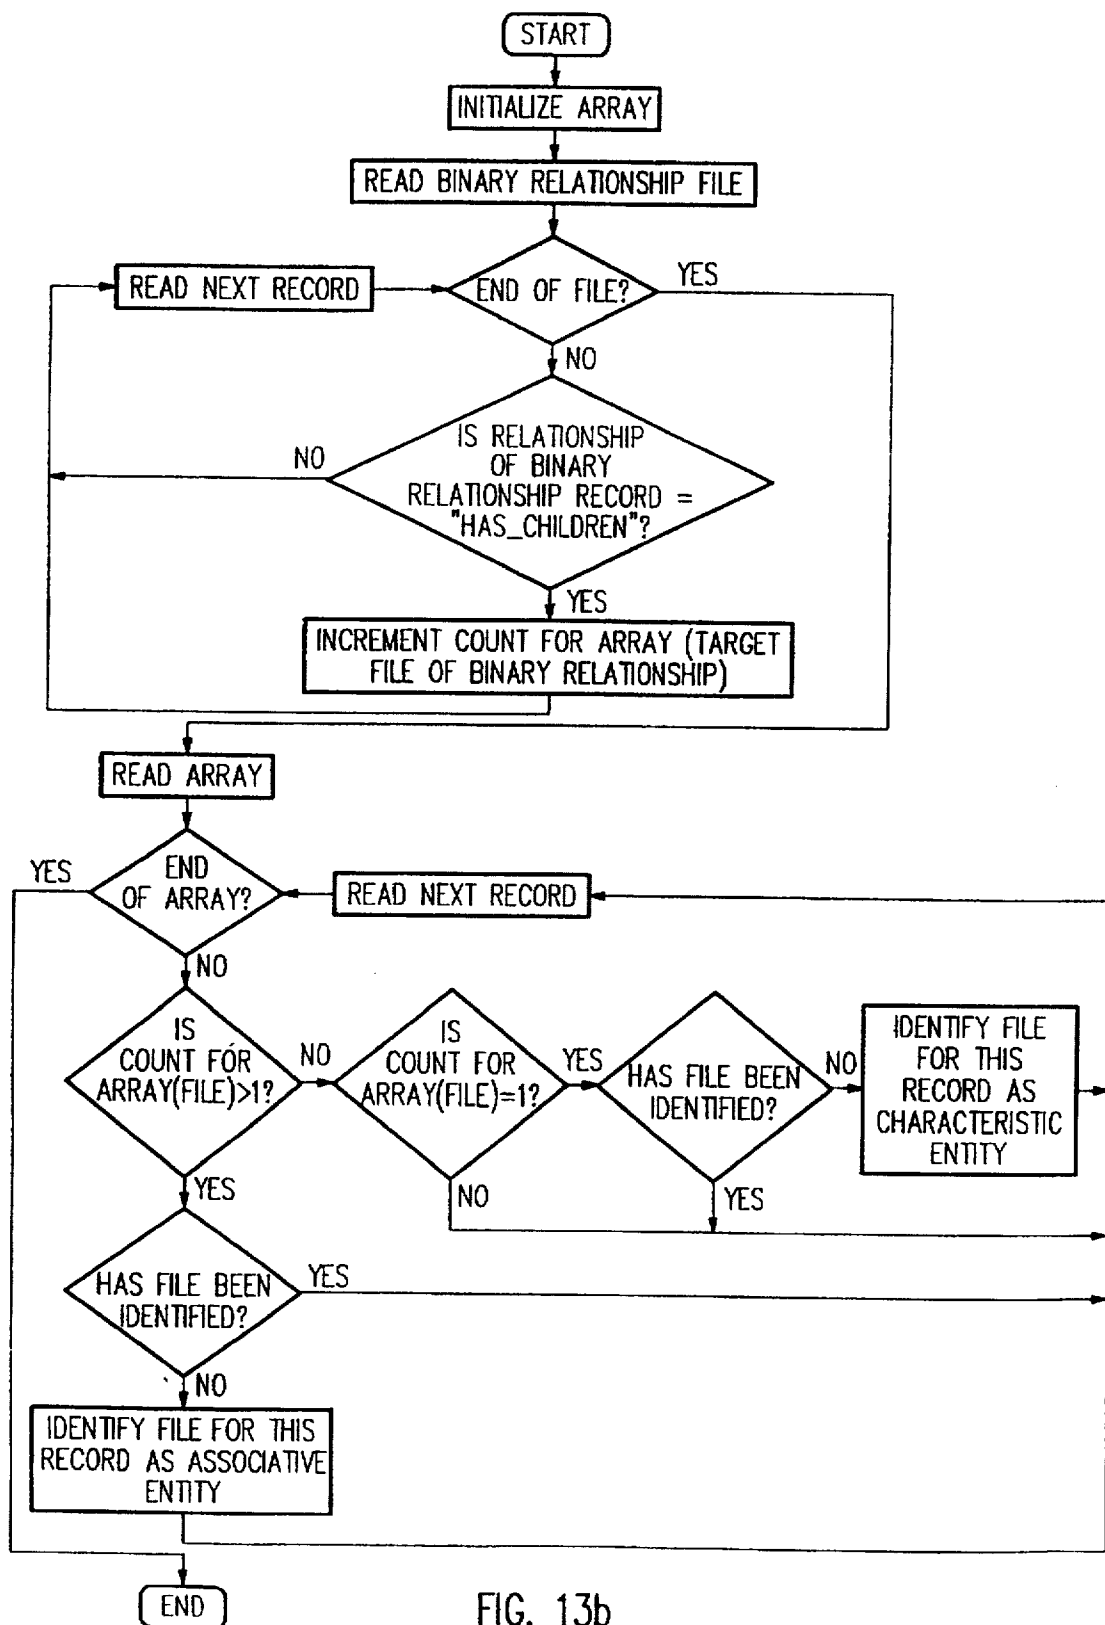 START
INITIALIZE ARRAY
READ BINARY RELATIONSHIP FILE
READ NEXT RECORD
END OF FILE?
YES
NO
IS RELATIONSHIP
OF BINARY
RELATIONSHIP RECORD =
"HAS_CHILDREN"?
NO
YES
INCREMENT COUNT FOR ARRAY (TARGET
FILE OF BINARY RELATIONSHIP)
READ ARRAY
YES
END
OF ARRAY?
READ NEXT RECORD
NO
IS
COUNT FOR
ARRAY(FILE)>1?
NO
IS
COUNT FOR
ARRAY(FILE)=1?
YES
HAS FILE BEEN
IDENTIFIED?
NO
IDENTIFY FILE
FOR THIS
RECORD AS
CHARACTERISTIC
ENTITY
YES
NO
YES
HAS FILE BEEN
IDENTIFIED?
YES
NO
IDENTIFY FILE FOR THIS
RECORD AS ASSOCIATIVE
ENTITY
END
FIG. 13b